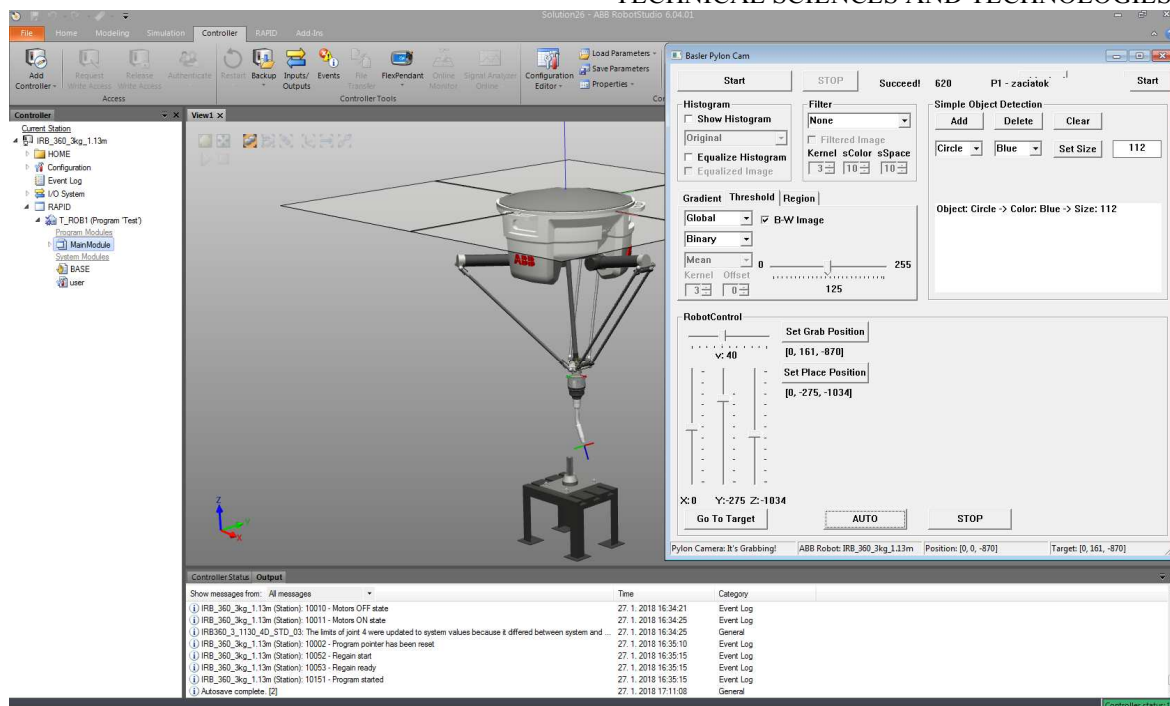 TECHNICAL SCIENCES AND TECHNOLOGIES
Solution26 - ABB RobotStudio 6.04.01
File Home Modeling Simulation Controller RAPID Add-Ins
Add Controller
Request Write Access
Release Write Access
Authenticate
Restart
Backup
Inputs/ Outputs
Events
File Transfer
FlexPendant
Online Monitor
Signal Analyzer Online
Configuration Editor
Load Parameters
Save Parameters
Properties
Access
Controller Tools
Controller
Current Station
IRB_360_3kg_1.13m
HOME
Configuration
Event Log
I/O System
RAPID
T_ROB1 (Program 'Test')
Program Modules
MainModule
System Modules
BASE
user
View1
ABB
Z
Y
X
Basler Pylon Cam
Start STOP Succeed! 620 P1 - zaciatok Start
Histogram
Show Histogram
Original
Equalize Histogram
Equalized Image
Filter
None
Filtered Image
Kernel sColor sSpace
3 10 10
Simple Object Detection
Add Delete Clear
Circle Blue Set Size 112
Object: Circle -> Color: Blue -> Size: 112
Gradient Threshold Region
Global B-W Image
Binary
Mean
Kernel Offset
3 0
0 255
125
RobotControl
v: 40
Set Grab Position
[0, 161, -870]
Set Place Position
[0, -275, -1034]
X:0 Y:-275 Z:-1034
Go To Target AUTO STOP
Pylon Camera: It's Grabbing! ABB Robot: IRB_360_3kg_1.13m Position: [0, 0, -870] Target: [0, 161, -870]
Controller Status Output
Show messages from: All messages Time Category
IRB_360_3kg_1.13m (Station): 10010 - Motors OFF state 27. 1. 2018 16:34:21 Event Log
IRB_360_3kg_1.13m (Station): 10011 - Motors ON state 27. 1. 2018 16:34:25 Event Log
IRB360_3_1130_4D_STD_03: The limits of joint 4 were updated to system values because it differed between system and ... 27. 1. 2018 16:34:25 General
IRB_360_3kg_1.13m (Station): 10002 - Program pointer has been reset 27. 1. 2018 16:35:10 Event Log
IRB_360_3kg_1.13m (Station): 10052 - Regain start 27. 1. 2018 16:35:15 Event Log
IRB_360_3kg_1.13m (Station): 10053 - Regain ready 27. 1. 2018 16:35:15 Event Log
IRB_360_3kg_1.13m (Station): 10151 - Program started 27. 1. 2018 16:35:15 Event Log
Autosave complete. [2] 27. 1. 2018 17:11:08 General
Controller status: